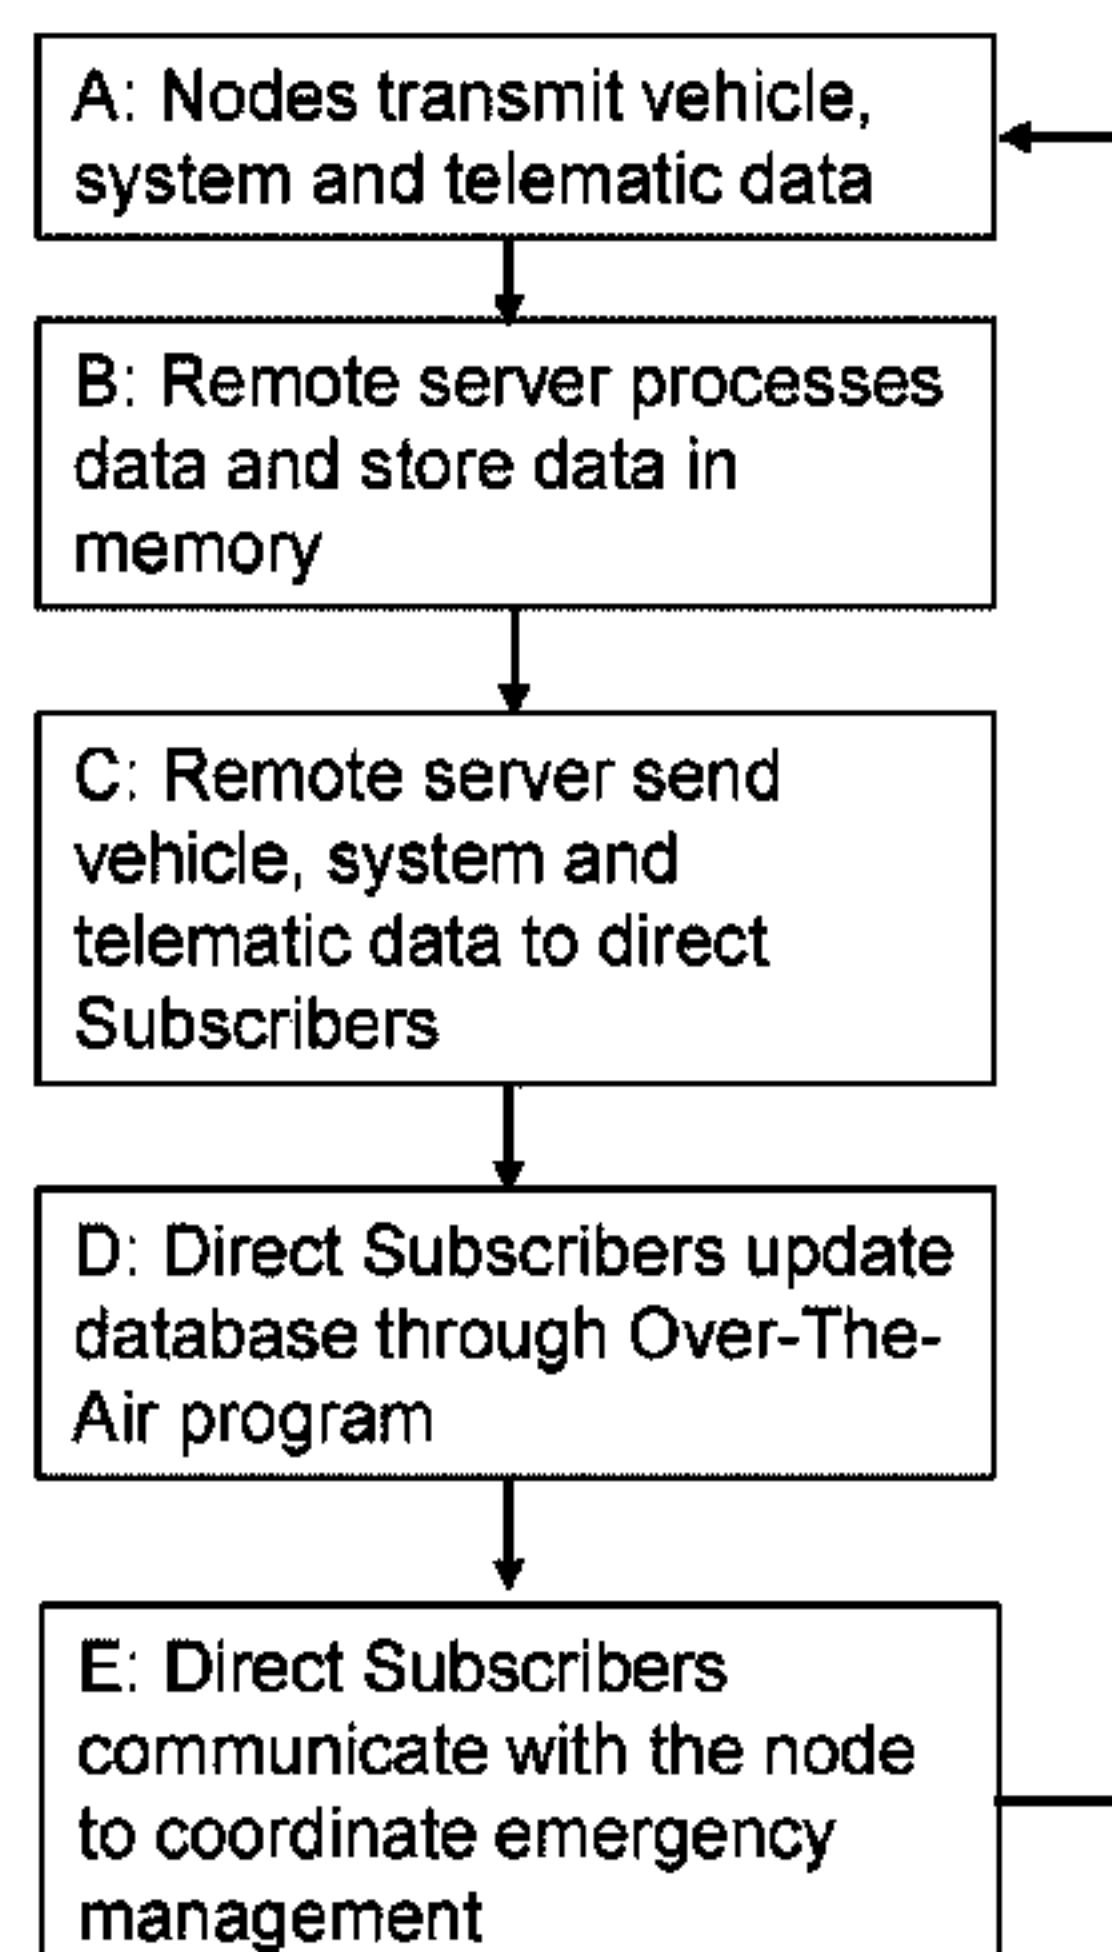 A: Nodes transmit vehicle,
system and telematic data
B: Remote server processes
data and store data in
memory
C: Remote server send
vehicle, system and
telematic data to direct
Subscribers
D: Direct Subscribers update
database through Over-The-
Air program
E: Direct Subscribers
communicate with the node
to coordinate emergency
management